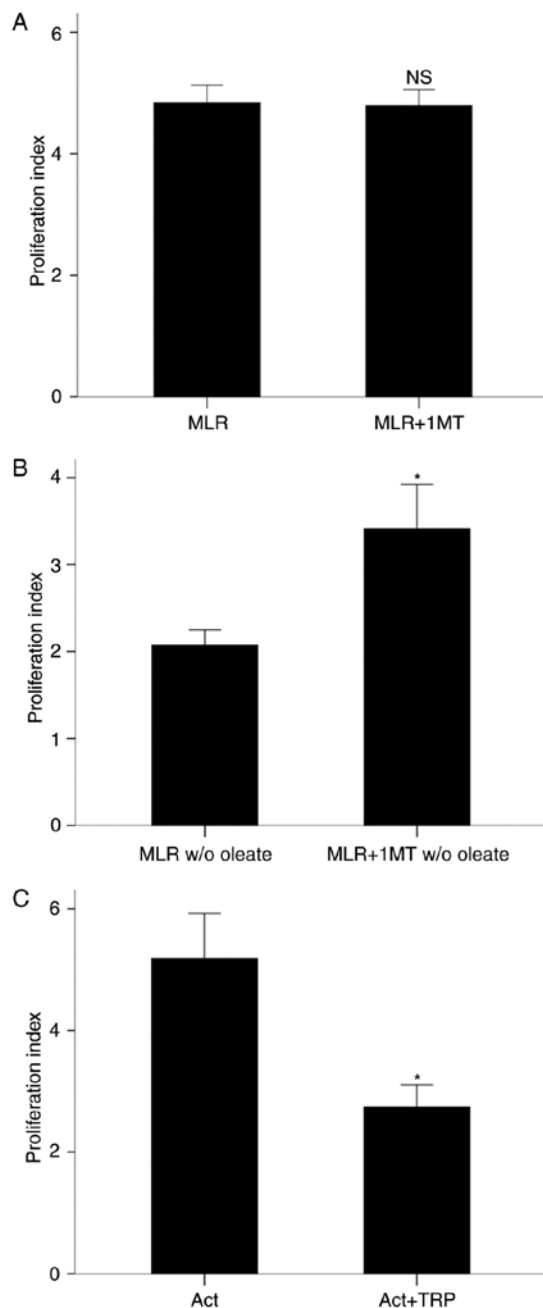 A
Proliferation index
6
4
2
0
NS
MLR
MLR+1MT
B
Proliferation index
4
3
2
1
0
*
MLR w/o oleate
MLR+1MT w/o oleate
C
Proliferation index
6
4
2
0
*
Act
Act+TRP